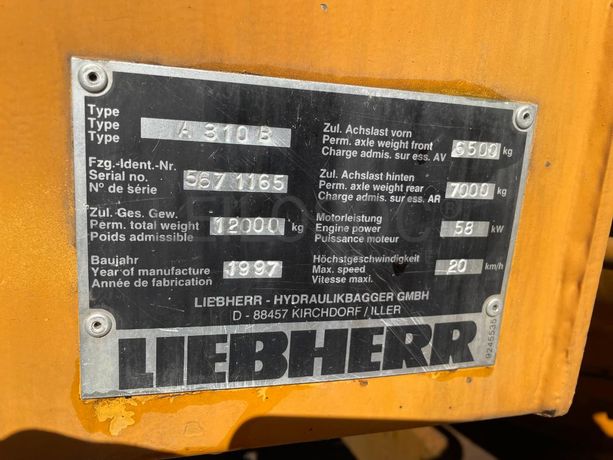 Type
Type
Type
A 310 B
Fzg.-Ident.-Nr.
Serial no.
Nº de série
567 1165
Zul. Ges. Gew.
Perm. total weight
Poids admissible
12000 kg
Baujahr
Year of manufacture
Année de fabrication
1997
Zul. Achslast vorn
Perm. axle weight front
Charge admis. sur ess. AV
6500 kg
Zul. Achslast hinten
Perm. axle weight rear
Charge admis. sur ess. AR
7000 kg
Motorleistung
Engine power
Puissance moteur
58 kW
Höchstgeschwindigkeit
Max. speed
Vitesse maxi.
20 km/h
LIEBHERR - HYDRAULIKBAGGER GMBH
D - 88457 KIRCHDORF / ILLER
LIEBHERR
9245535